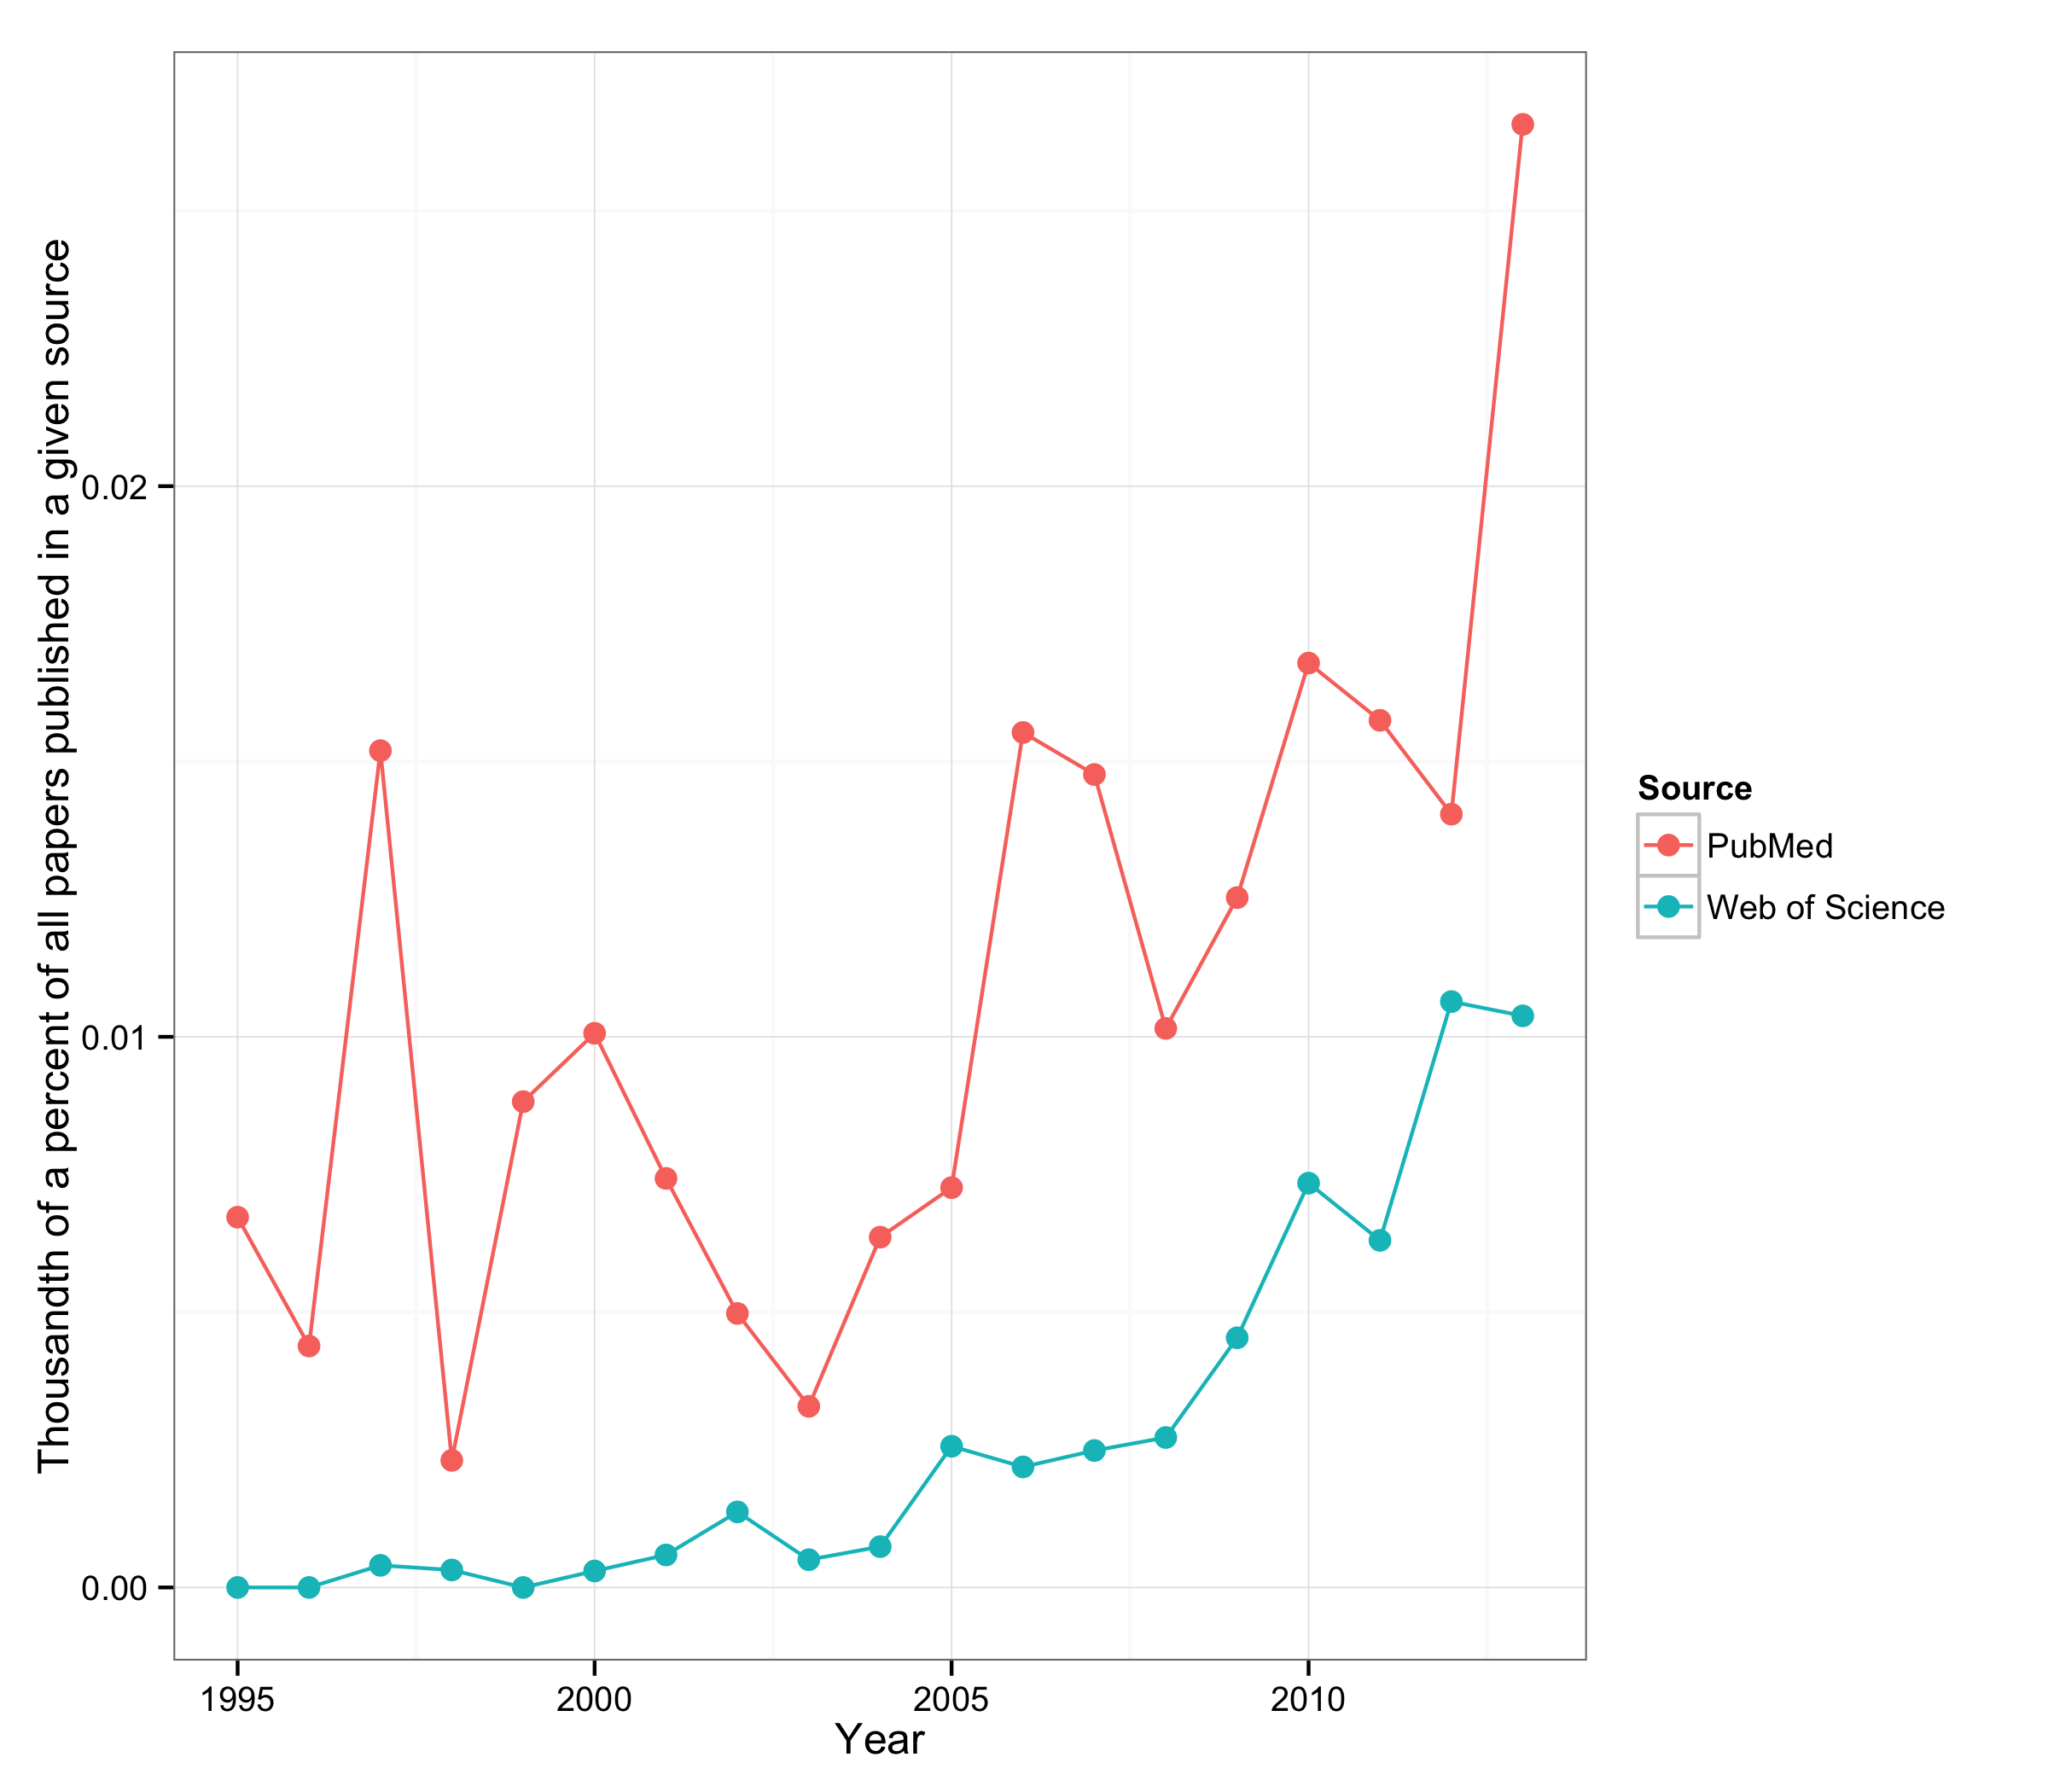 Thousandth of a percent of all papers published in a given source
0.02
0.01
0.00
1995 2000 2005 2010
Year
Source
PubMed
Web of Science